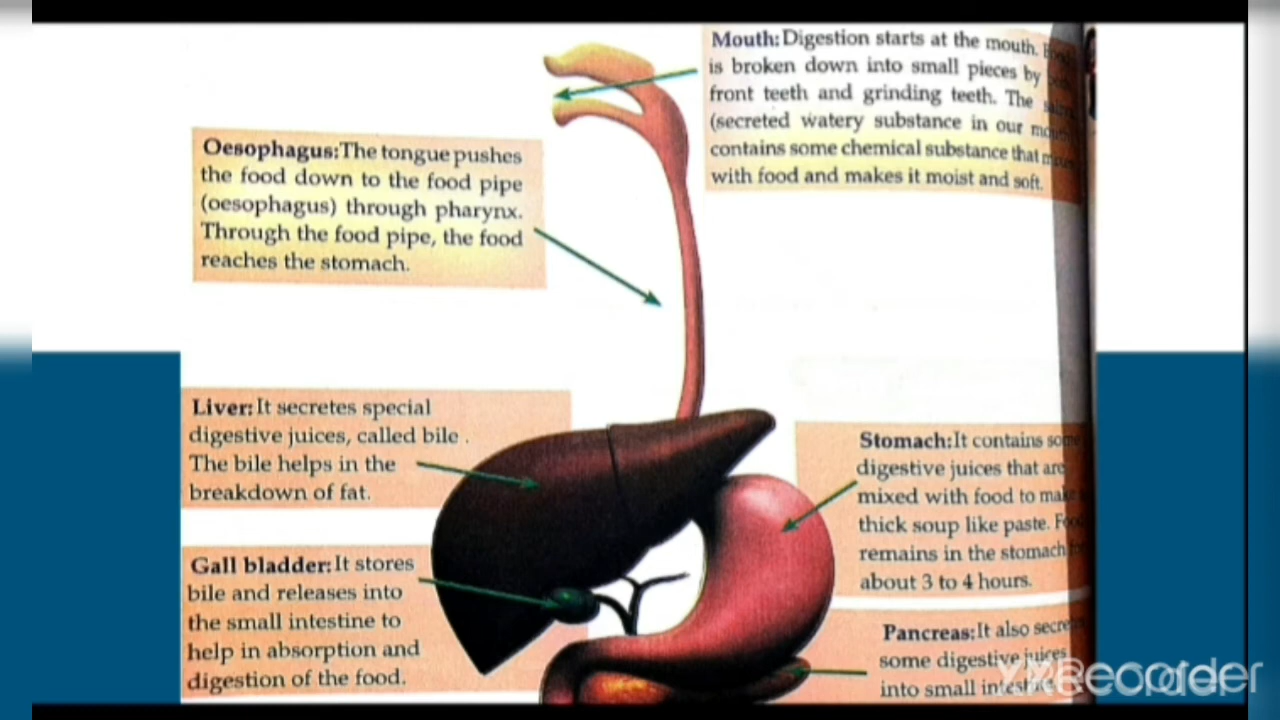 Mouth: Digestion starts at the mouth.
is broken down into small pieces by
front teeth and grinding teeth. The
(secreted watery substance in our
contains some chemical substance that
with food and makes it moist and soft.
Oesophagus: The tongue pushes
the food down to the food pipe
(oesophagus) through pharynx.
Through the food pipe, the food
reaches the stomach.
Liver: It secretes special
digestive juices, called bile .
The bile helps in the
breakdown of fat.
Stomach: It contains
digestive juices that are
mixed with food to
thick soup like paste.
remains in the stomach
about 3 to 4 hours.
Gall bladder: It stores
bile and releases into
the small intestine to
help in absorption and
digestion of the food.
Pancreas: It also
some digestive juices
into small
Recorder